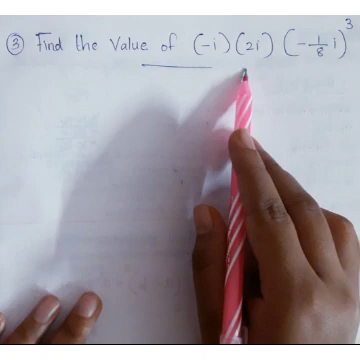 ③ Find the Value of (-i)(2i)(-1/8 i)³